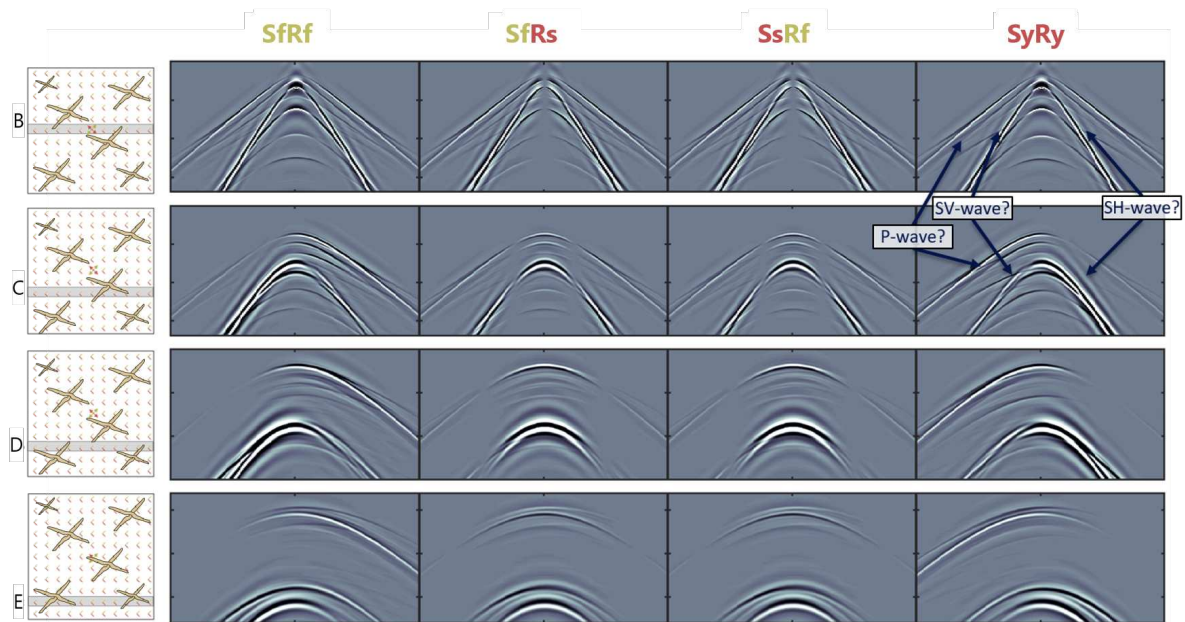 SfRf SfRs SsRf SyRy
B
SV-wave? SH-wave?
P-wave?
C
D
E